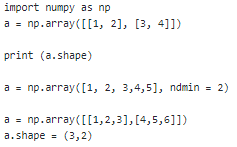 import numpy as np
a = np.array([[1, 2], [3, 4]])
print (a.shape)
a = np.array([1, 2, 3,4,5], ndmin = 2)
a = np.array([[1,2,3],[4,5,6]])
a.shape = (3,2)